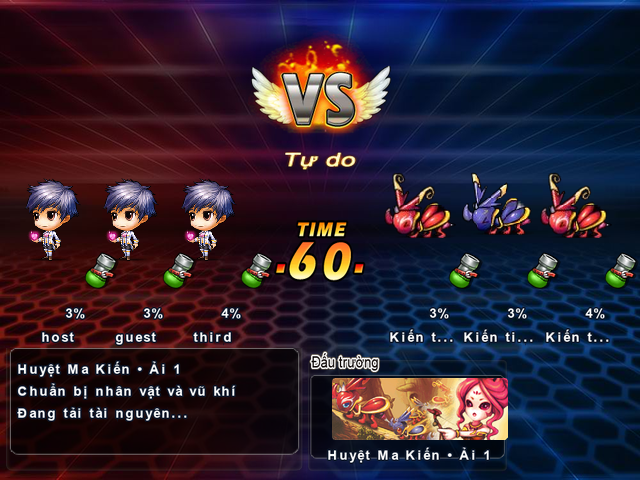 VS
Tự do
TIME
60
3% 3% 4% 3% 3% 4%
host guest third Kiến t... Kiến ti... Kiến t...
Huyệt Ma Kiến • Ải 1
Chuẩn bị nhân vật và vũ khí
Đang tải tài nguyên...
Đấu trường
Huyệt Ma Kiến • Ải 1